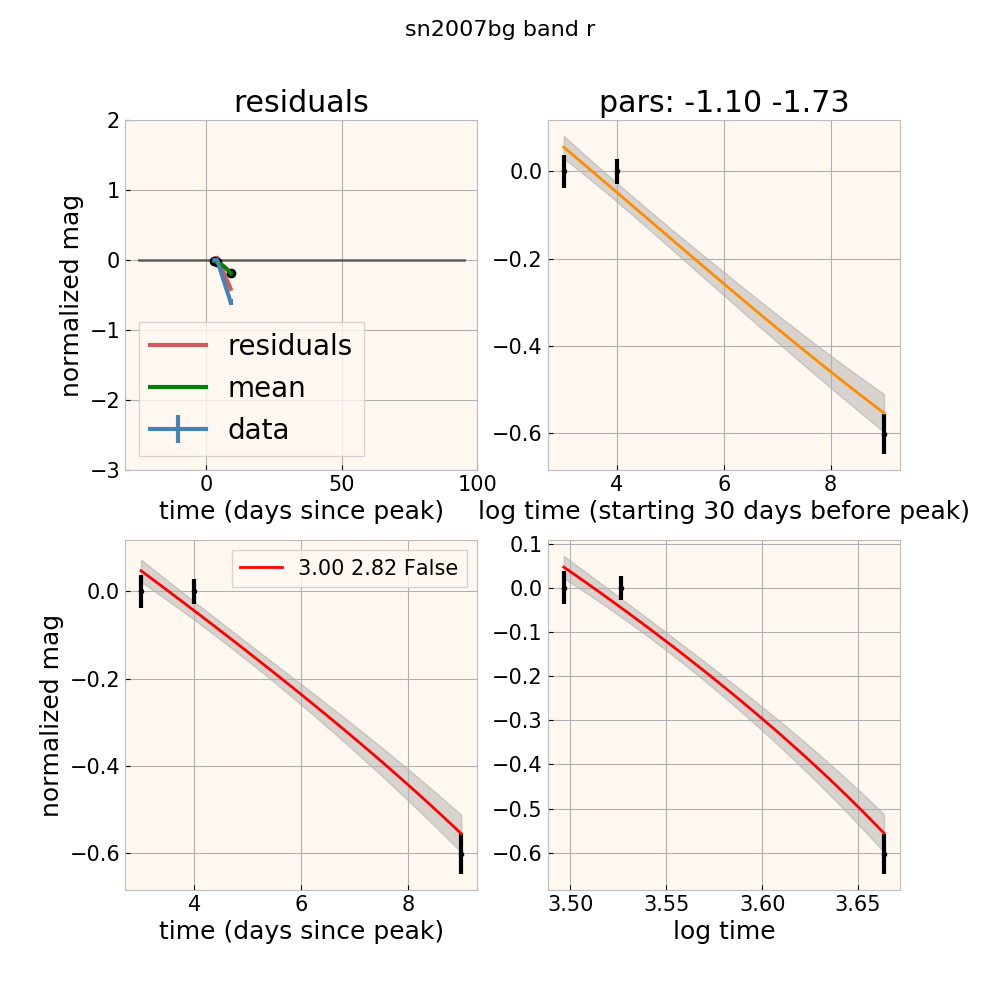 sn2007bg band r
residuals
pars: -1.10 -1.73
normalized mag
2
1
0
−1
−2
−3
residuals
mean
data
0
50
100
time (days since peak)
0.0
−0.2
−0.4
−0.6
4
6
8
log time (starting 30 days before peak)
normalized mag
0.0
−0.2
−0.4
−0.6
3.00 2.82 False
4
6
8
time (days since peak)
0.1
0.0
−0.1
−0.2
−0.3
−0.4
−0.5
−0.6
3.50
3.55
3.60
3.65
log time